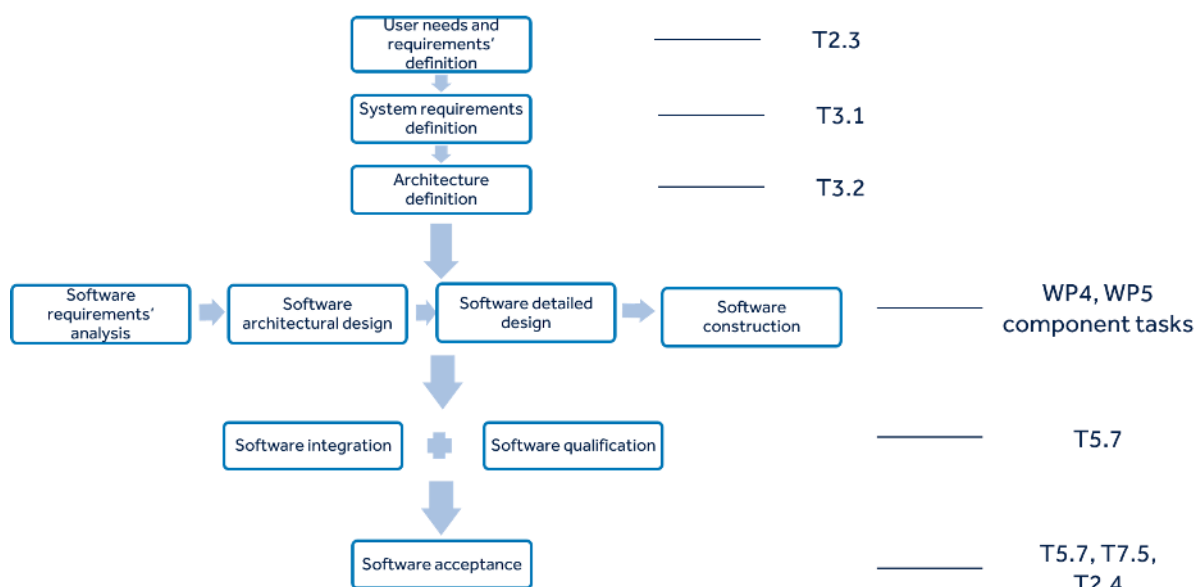 User needs and
requirements'
definition
T2.3
System requirements
definition
T3.1
Architecture
definition
T3.2
Software
requirements'
analysis
Software
architectural design
Software detailed
design
Software
construction
WP4, WP5
component tasks
Software integration
Software qualification
T5.7
Software acceptance
T5.7, T7.5,
T2.4